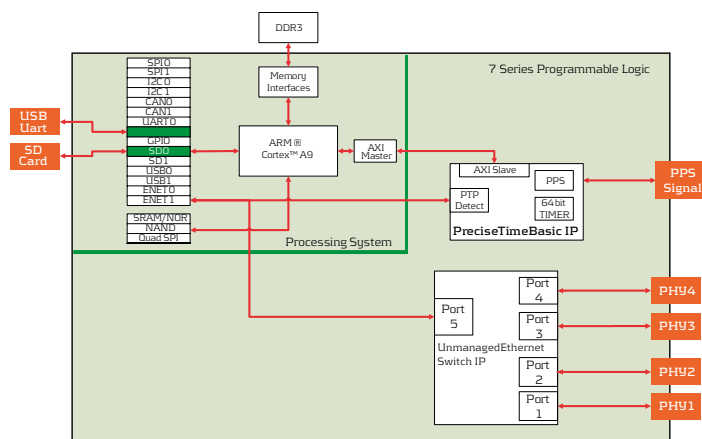 DDR3
7 Series Programmable Logic
Memory
Interfaces
SPI0
SPI1
I2C0
I2C1
CAN0
CAN1
UART0
GPIO
SD0
SD1
USB0
USB1
ENET0
ENET1
SRAM/NOR
NAND
Quad SPI
USB
Uart
SD
Card
ARM ®
Cortex™ A9
AXI
Master
Processing System
AXI Slave
PPS
PTP
Detect
64bit
TIMER
PreciseTimeBasic IP
PPS
Signal
Port
4
Port
3
Port
5
UnmanagedEthernet
Switch IP
Port
2
Port
1
PHY4
PHY3
PHY2
PHY1